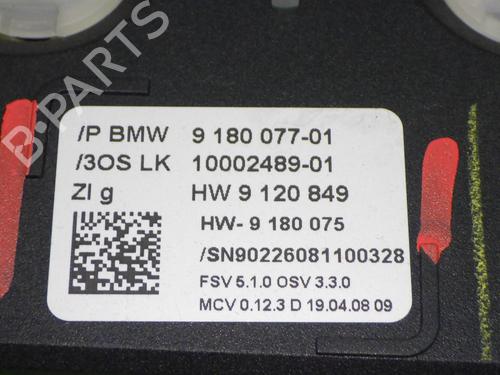 B-PARTS
/P BMW 9 180 077-01
/3OS LK 10002489-01
ZI g HW 9 120 849
HW- 9 180 075
/SN90226081100328
FSV 5.1.0 OSV 3.3.0
MCV 0.12.3 D 19.04.08 09